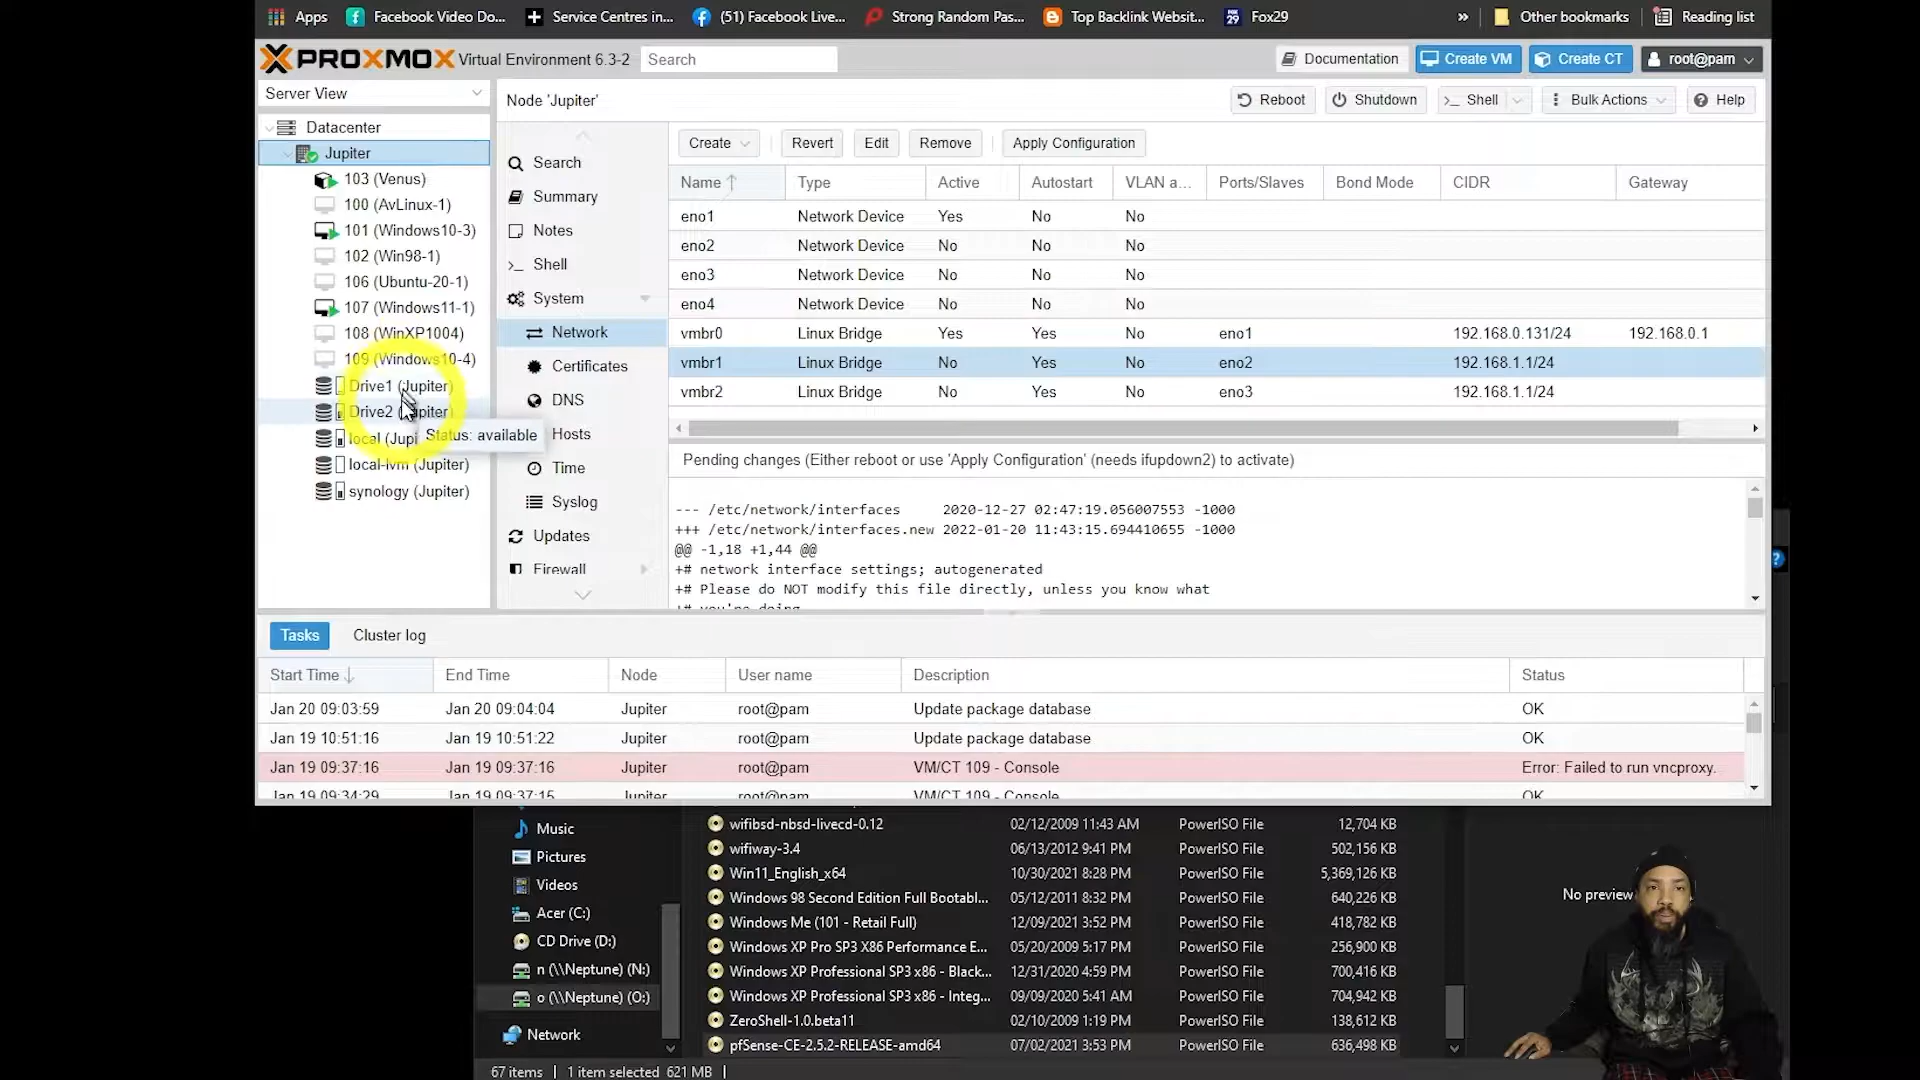 Apps Facebook Video Do... Service Centres in... (51) Facebook Live... Strong Random Pas... Top Backlink Websit... FOX 29 Fox29 » Other bookmarks Reading list
PROXMOX Virtual Environment 6.3-2 Search Documentation Create VM Create CT root@pam
Server View
Node 'Jupiter' Reboot Shutdown Shell Bulk Actions Help
Datacenter
Jupiter
103 (Venus)
100 (AvLinux-1)
101 (Windows10-3)
102 (Win98-1)
106 (Ubuntu-20-1)
107 (Windows11-1)
108 (WinXP1004)
109 (Windows10-4)
Drive1 (Jupiter)
Drive2 (Jupiter)
local (Jupi
Status: available
local-lvm (Jupiter)
synology (Jupiter)
Search
Summary
Notes
Shell
System
Network
Certificates
DNS
Hosts
Time
Syslog
Updates
Firewall
Create Revert Edit Remove Apply Configuration
Name Type Active Autostart VLAN a... Ports/Slaves Bond Mode CIDR Gateway
eno1 Network Device Yes No No
eno2 Network Device No No No
eno3 Network Device No No No
eno4 Network Device No No No
vmbr0 Linux Bridge Yes Yes No eno1 192.168.0.131/24 192.168.0.1
vmbr1 Linux Bridge No Yes No eno2 192.168.1.1/24
vmbr2 Linux Bridge No Yes No eno3 192.168.1.1/24
Pending changes (Either reboot or use 'Apply Configuration' (needs ifupdown2) to activate)
--- /etc/network/interfaces 2020-12-27 02:47:19.056007553 -1000
+++ /etc/network/interfaces.new 2022-01-20 11:43:15.694410655 -1000
@@ -1,18 +1,44 @@
+# network interface settings; autogenerated
+# Please do NOT modify this file directly, unless you know what
+# you're doing.
Tasks Cluster log
Start Time End Time Node User name Description Status
Jan 20 09:03:59 Jan 20 09:04:04 Jupiter root@pam Update package database OK
Jan 19 10:51:16 Jan 19 10:51:22 Jupiter root@pam Update package database OK
Jan 19 09:37:16 Jan 19 09:37:16 Jupiter root@pam VM/CT 109 - Console Error: Failed to run vncproxy.
Jan 19 09:34:29 Jan 19 09:37:15 Jupiter root@pam VM/CT 109 - Console OK
Music
Pictures
Videos
Acer (C:)
CD Drive (D:)
n (\\Neptune) (N:)
o (\\Neptune) (O:)
Network
wifibsd-nbsd-livecd-0.12 02/12/2009 11:43 AM PowerISO File 12,704 KB
wifiway-3.4 06/13/2012 9:41 PM PowerISO File 502,156 KB
Win11_English_x64 10/30/2021 8:28 PM PowerISO File 5,369,126 KB
Windows 98 Second Edition Full Bootabl... 05/12/2011 8:32 PM PowerISO File 640,226 KB
Windows Me (101 - Retail Full) 12/09/2021 3:52 PM PowerISO File 418,782 KB
Windows XP Pro SP3 X86 Performance E... 05/20/2009 5:17 PM PowerISO File 256,900 KB
Windows XP Professional SP3 x86 - Black... 12/31/2020 4:59 PM PowerISO File 700,416 KB
Windows XP Professional SP3 x86 - Integ... 09/09/2020 5:41 AM PowerISO File 704,942 KB
ZeroShell-1.0.beta11 02/10/2009 1:19 PM PowerISO File 138,612 KB
pfSense-CE-2.5.2-RELEASE-amd64 07/02/2021 3:53 PM PowerISO File 636,498 KB
No preview
67 items 1 item selected 621 MB